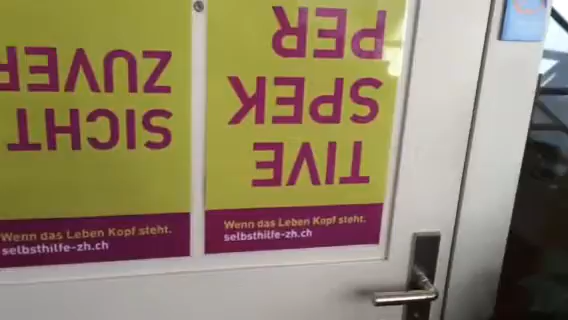 ZUVER
SICHT
Wenn das Leben Kopf steht.
selbsthilfe-zh.ch
PER
SPEK
TIVE
Wenn das Leben Kopf steht.
selbsthilfe-zh.ch